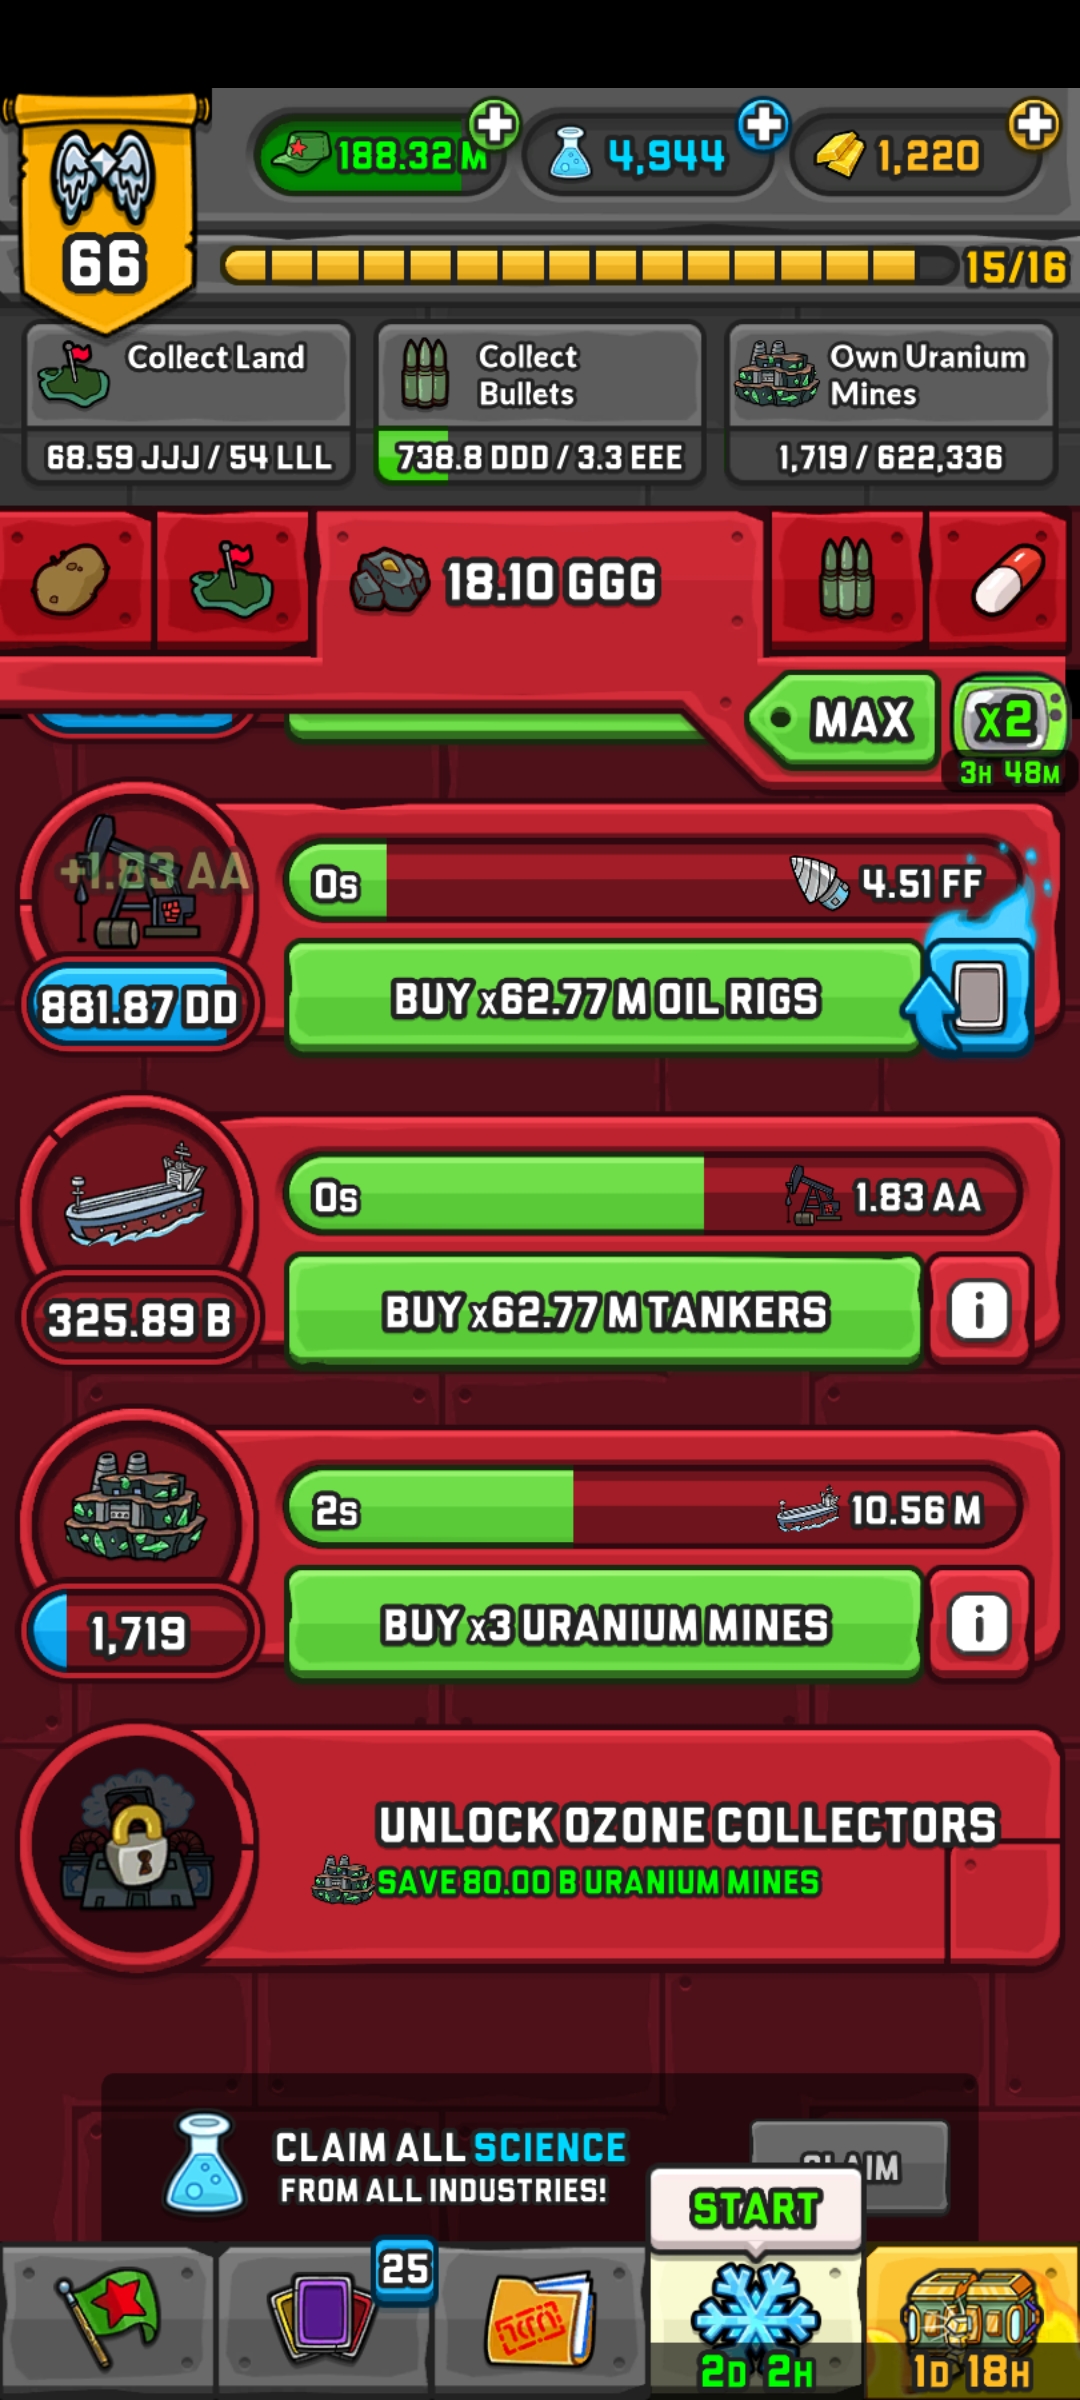 188.32 M
4,944
1,220
66
15/16
Collect Land
68.59 JJJ / 54 LLL
Collect
Bullets
738.8 DDD / 3.3 EEE
Own Uranium
Mines
1,719 / 622,336
18.10 GGG
MAX
x2
3H 48M
+1.83 AA
0s
4.51 FF
881.87 DD
BUY x62.77 M OIL RIGS
0s
1.83 AA
325.89 B
BUY x62.77 M TANKERS
i
2s
10.56 M
1,719
BUY x3 URANIUM MINES
i
UNLOCK OZONE COLLECTORS
SAVE 80.00 B URANIUM MINES
CLAIM ALL SCIENCE
FROM ALL INDUSTRIES!
CLAIM
START
25
2D 2H
1D 18H